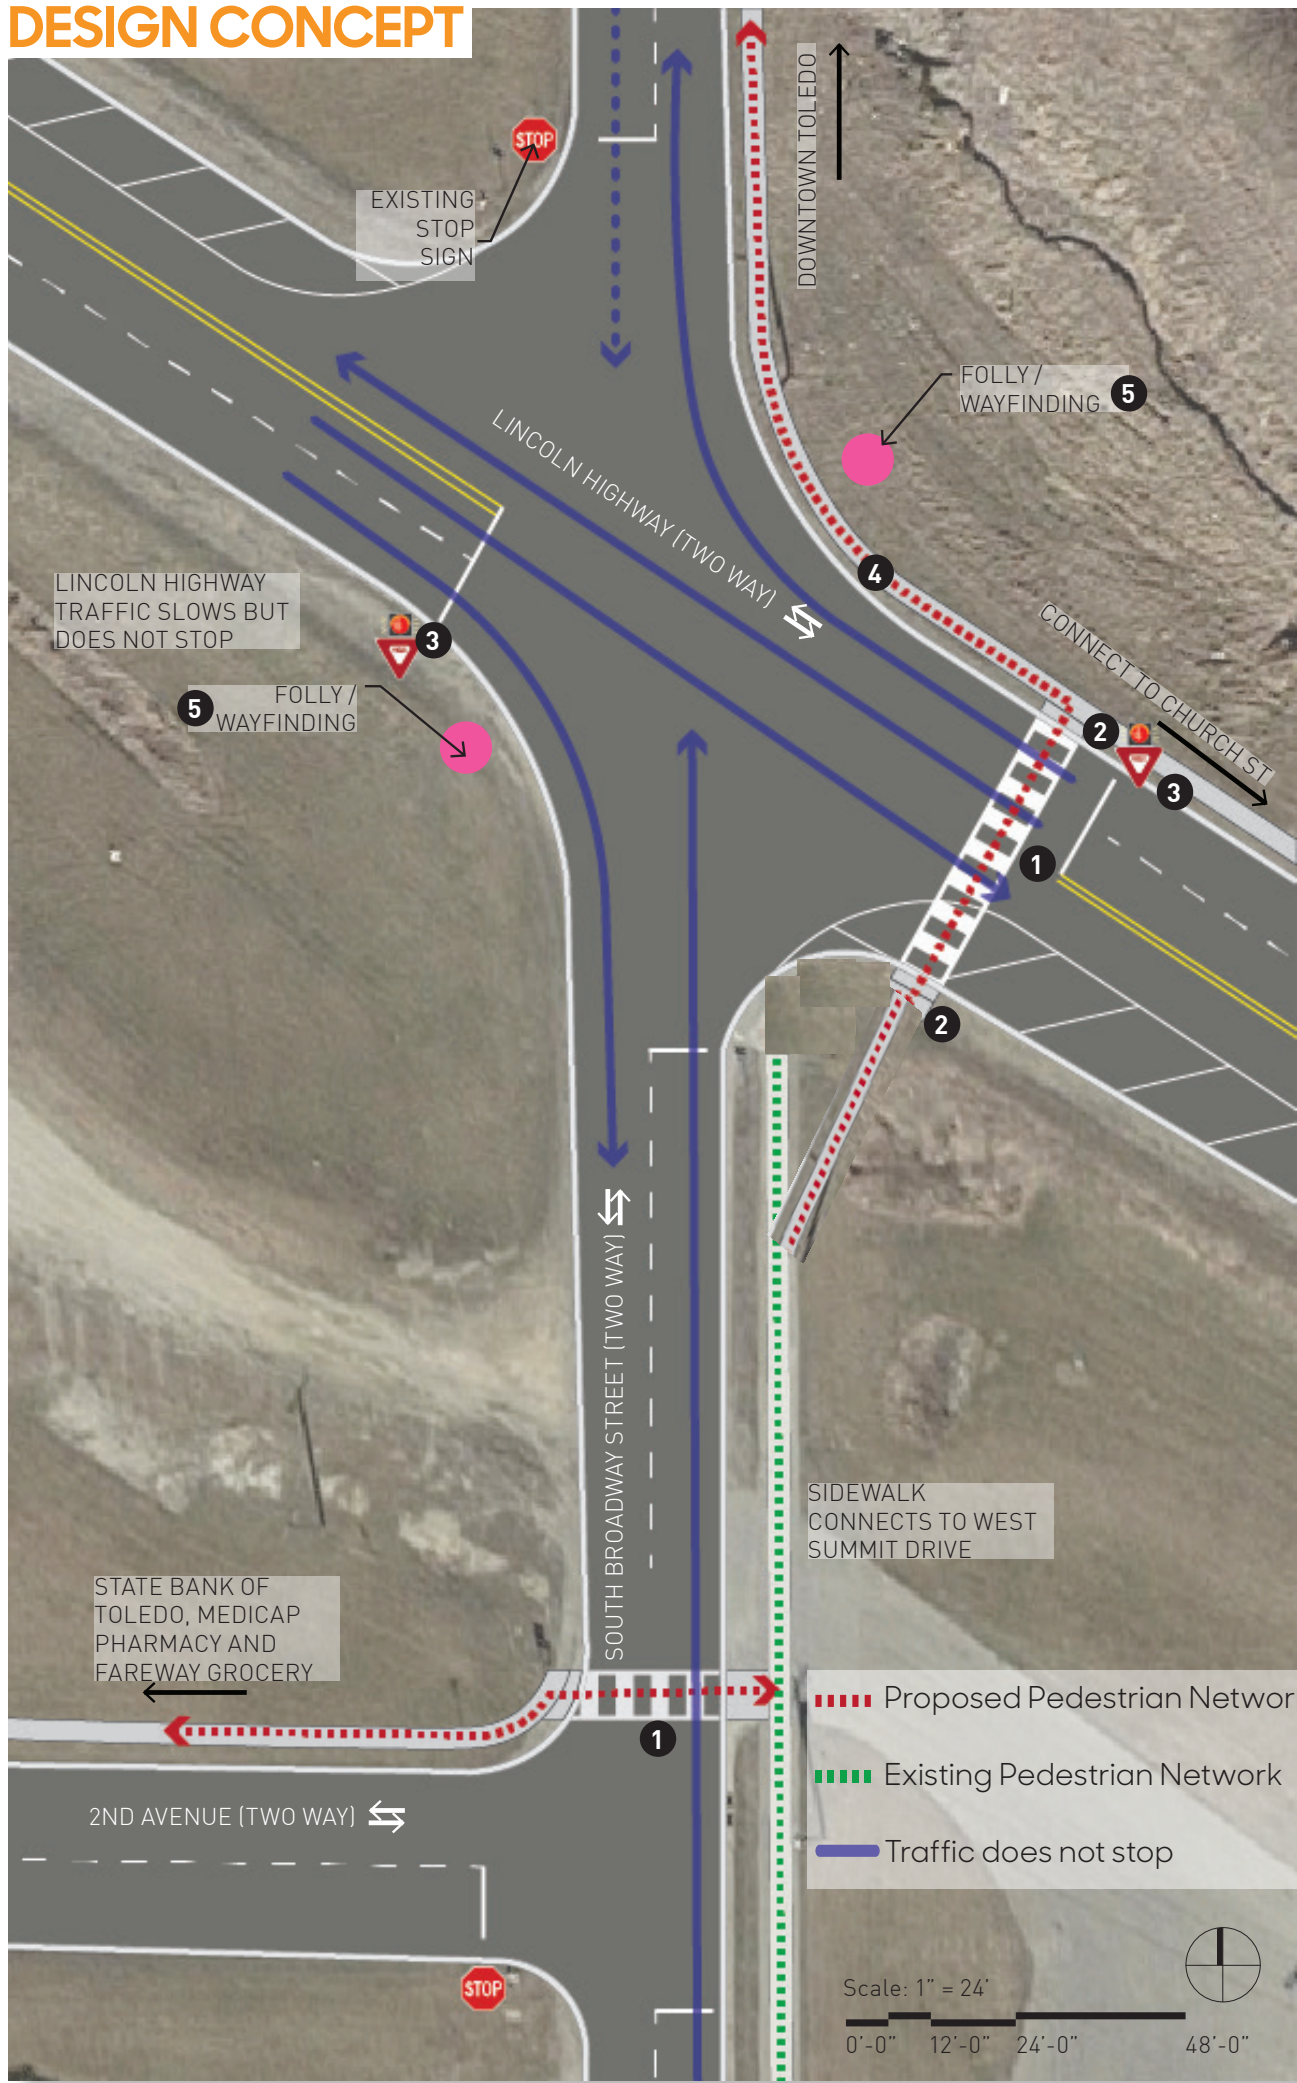 DESIGN CONCEPT
STOP
EXISTING
STOP
SIGN
DOWNTOWN TOLEDO
FOLLY /
WAYFINDING
5
LINCOLN HIGHWAY (TWO WAY)
4
LINCOLN HIGHWAY
TRAFFIC SLOWS BUT
DOES NOT STOP
3
CONNECT TO CHURCH ST
5
FOLLY /
WAYFINDING
2
3
1
2
SOUTH BROADWAY STREET (TWO WAY)
SIDEWALK
CONNECTS TO WEST
SUMMIT DRIVE
STATE BANK OF
TOLEDO, MEDICAP
PHARMACY AND
FAREWAY GROCERY
1
Proposed Pedestrian Networ
Existing Pedestrian Network
Traffic does not stop
2ND AVENUE (TWO WAY)
STOP
Scale: 1” = 24’
0’-0” 12’-0” 24’-0” 48’-0”